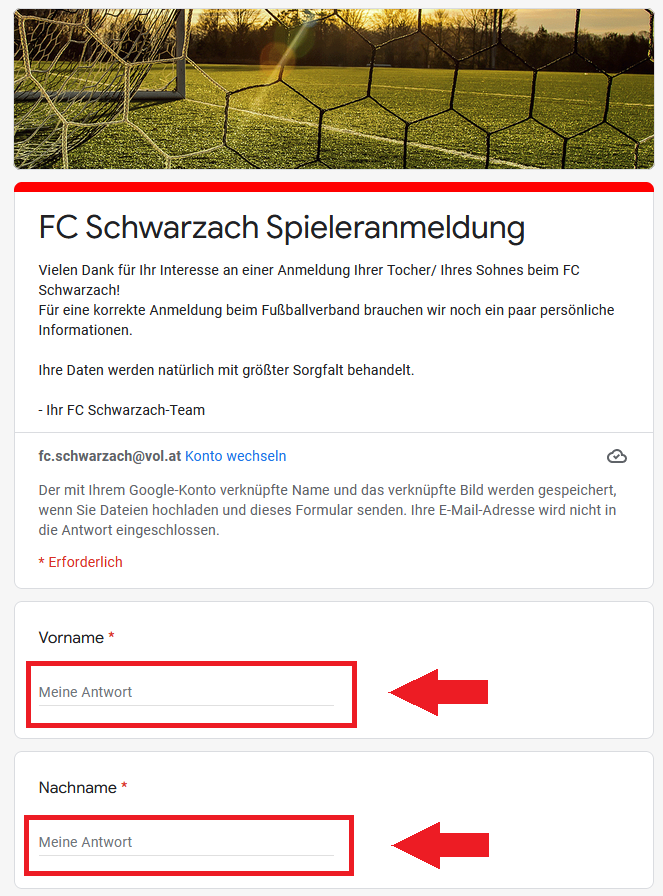 FC Schwarzach Spieleranmeldung
Vielen Dank für Ihr Interesse an einer Anmeldung Ihrer Tocher/ Ihres Sohnes beim FC
Schwarzach!
Für eine korrekte Anmeldung beim Fußballverband brauchen wir noch ein paar persönliche
Informationen.
Ihre Daten werden natürlich mit größter Sorgfalt behandelt.
- Ihr FC Schwarzach-Team
fc.schwarzach@vol.at Konto wechseln
Der mit Ihrem Google-Konto verknüpfte Name und das verknüpfte Bild werden gespeichert,
wenn Sie Dateien hochladen und dieses Formular senden. Ihre E-Mail-Adresse wird nicht in
die Antwort eingeschlossen.
* Erforderlich
Vorname *
Meine Antwort
Nachname *
Meine Antwort